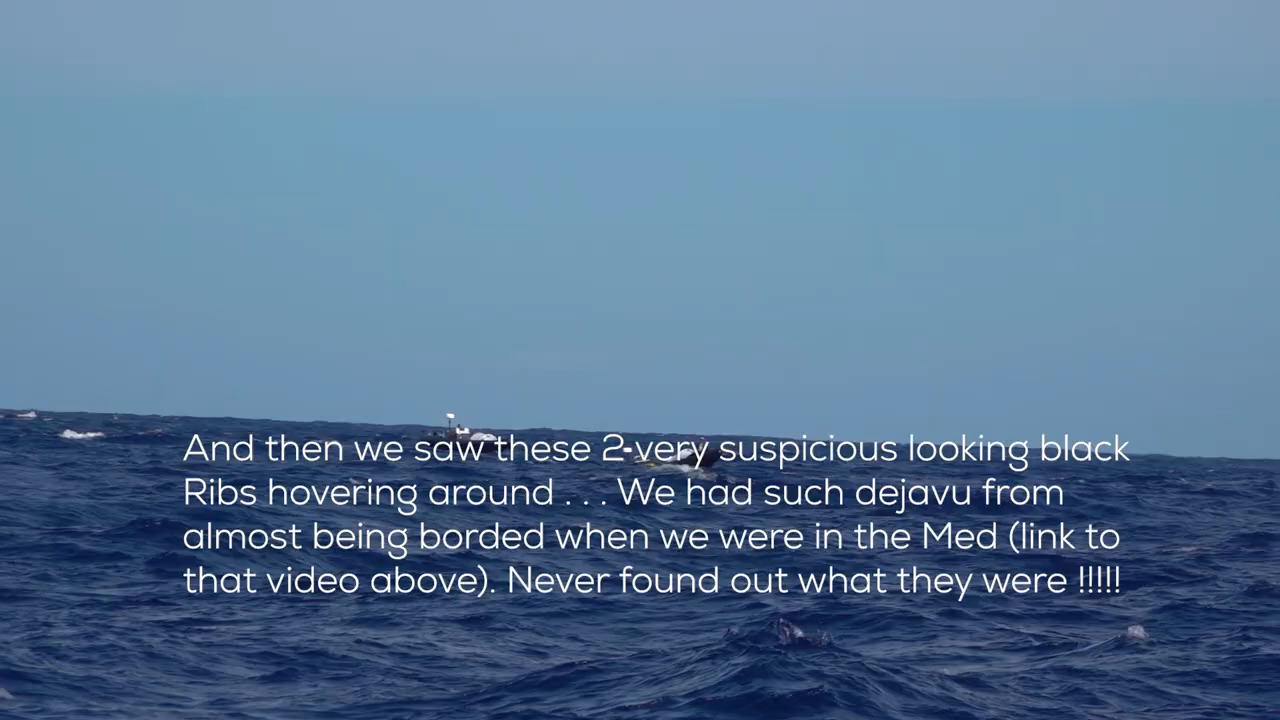 And then we saw these 2 very suspicious looking black
Ribs hovering around . . . We had such dejavu from
almost being borded when we were in the Med (link to
that video above). Never found out what they were !!!!!